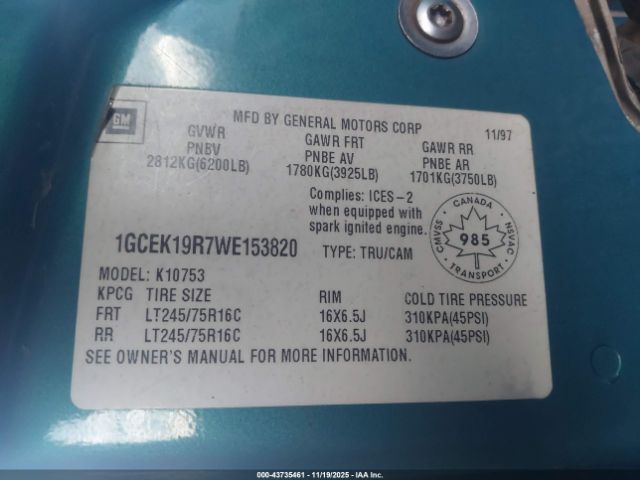 GM
MFD BY GENERAL MOTORS CORP 11/97
GVWR GAWR FRT GAWR RR
PNBV PNBE AV PNBE AR
2812KG(6200LB) 1780KG(3925LB) 1701KG(3750LB)
Complies: ICES-2
when equipped with
spark ignited engine.
CANADA
CMVSS 985 NSVAC
TRANSPORT
1GCEK19R7WE153820 TYPE: TRU/CAM
MODEL: K10753
KPCG TIRE SIZE RIM COLD TIRE PRESSURE
FRT LT245/75R16C 16X6.5J 310KPA(45PSI)
RR LT245/75R16C 16X6.5J 310KPA(45PSI)
SEE OWNER'S MANUAL FOR MORE INFORMATION.
000-43735461 - 11/19/2025 - IAA Inc.